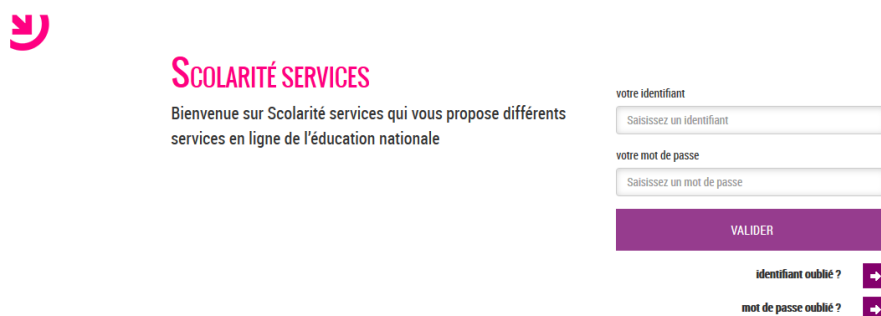 SCOLARITÉ SERVICES
Bienvenue sur Scolarité services qui vous propose différents
services en ligne de l'éducation nationale
votre identifiant
Saisissez un identifiant
votre mot de passe
Saisissez un mot de passe
VALIDER
identifiant oublié ?
mot de passe oublié ?